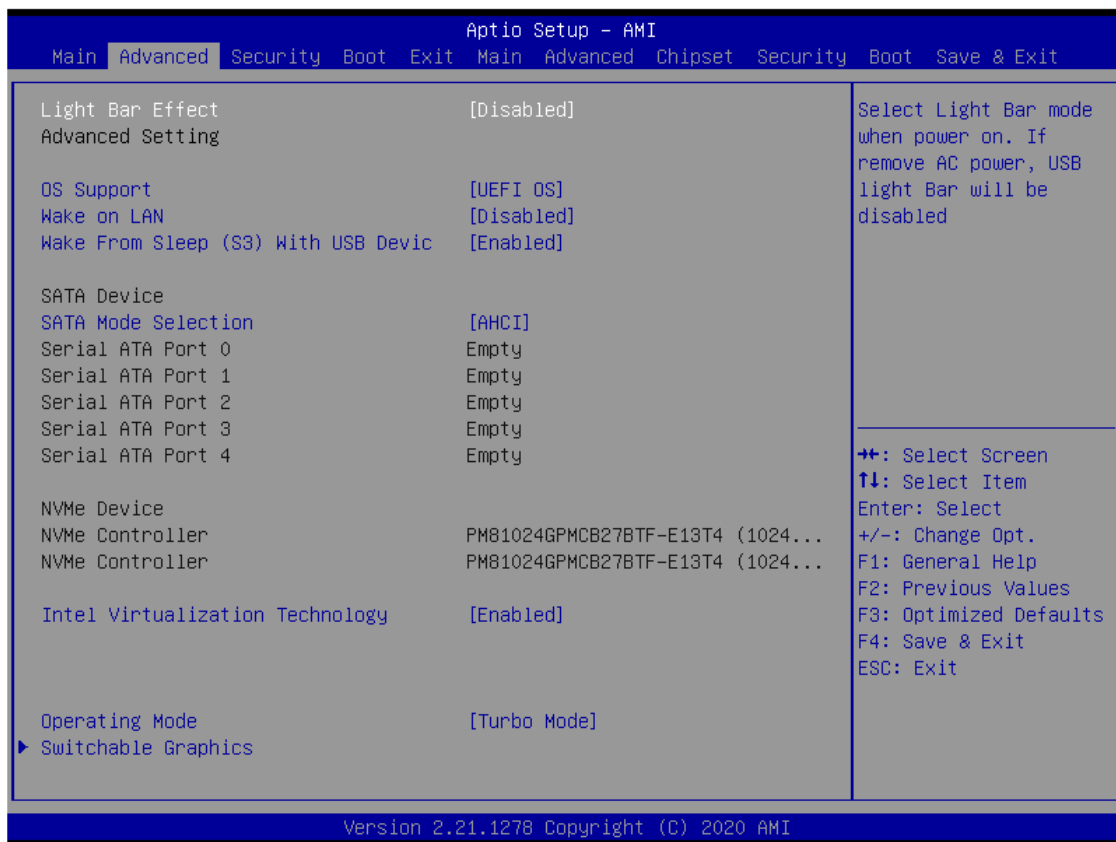 Aptio Setup – AMI
Main Advanced Security Boot Exit Main Advanced Chipset Security Boot Save & Exit
Light Bar Effect [Disabled]
Advanced Setting
OS Support [UEFI OS]
Wake on LAN [Disabled]
Wake From Sleep (S3) With USB Devic [Enabled]
SATA Device
SATA Mode Selection [AHCI]
Serial ATA Port 0 Empty
Serial ATA Port 1 Empty
Serial ATA Port 2 Empty
Serial ATA Port 3 Empty
Serial ATA Port 4 Empty
NVMe Device
NVMe Controller PM81024GPMCB27BTF-E13T4 (1024...
NVMe Controller PM81024GPMCB27BTF-E13T4 (1024...
Intel Virtualization Technology [Enabled]
Operating Mode [Turbo Mode]
▶ Switchable Graphics
Select Light Bar mode
when power on. If
remove AC power, USB
light Bar will be
disabled
→←: Select Screen
↑↓: Select Item
Enter: Select
+/-: Change Opt.
F1: General Help
F2: Previous Values
F3: Optimized Defaults
F4: Save & Exit
ESC: Exit
Version 2.21.1278 Copyright (C) 2020 AMI